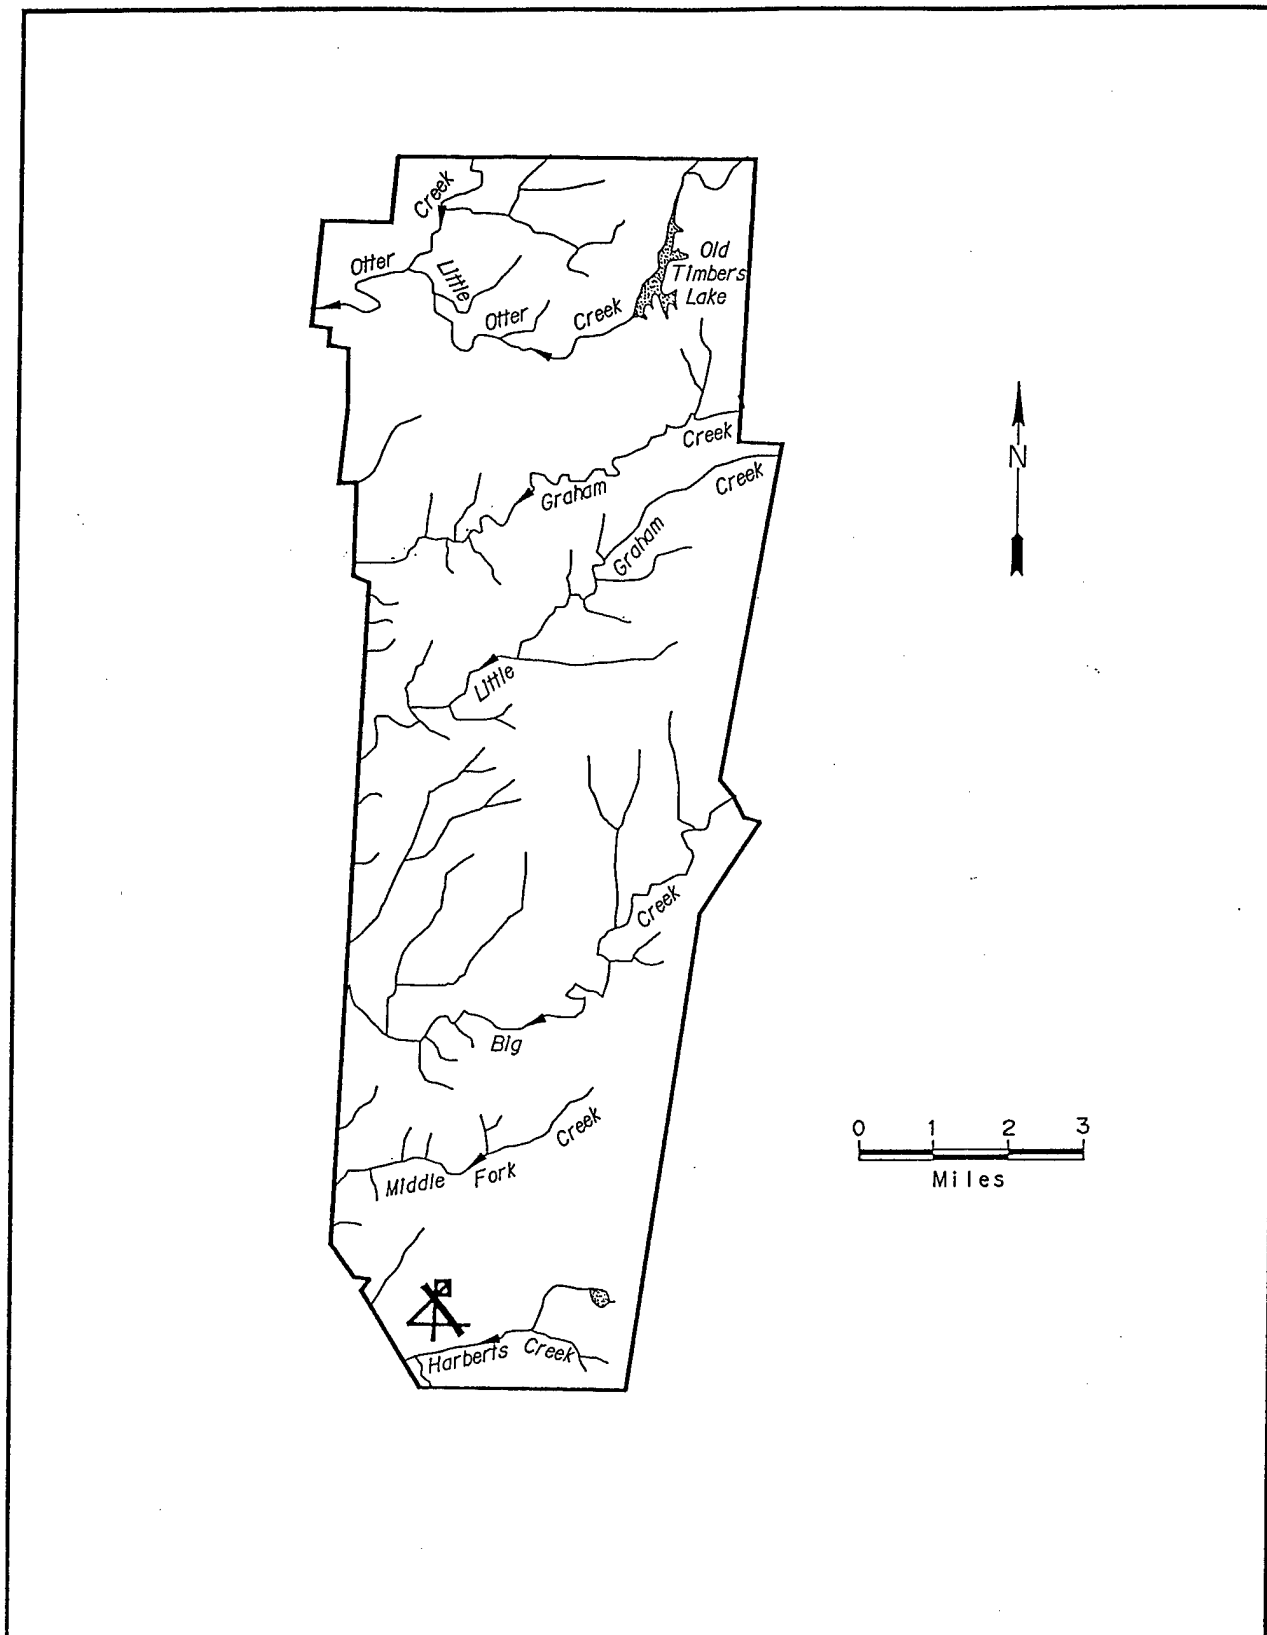 Creek
Otter
Little
Otter
Creek
Old
Timbers
Lake
Creek
Graham
Creek
Graham
Little
N
Creek
Big
0 1 2 3
Miles
Creek
Middle Fork
Harberts Creek